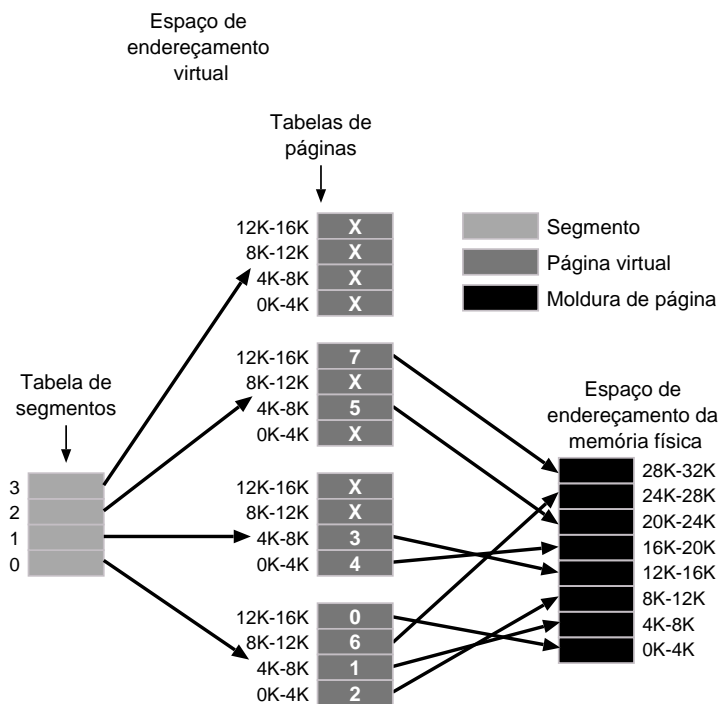 Espaço de
endereçamento
virtual
Tabelas de
páginas
12K-16K X
8K-12K X
4K-8K X
0K-4K X
Segmento
Página virtual
Moldura de página
12K-16K 7
8K-12K X
4K-8K 5
0K-4K X
Tabela de
segmentos
3
2
1
0
12K-16K X
8K-12K X
4K-8K 3
0K-4K 4
12K-16K 0
8K-12K 6
4K-8K 1
0K-4K 2
Espaço de
endereçamento da
memória física
28K-32K
24K-28K
20K-24K
16K-20K
12K-16K
8K-12K
4K-8K
0K-4K